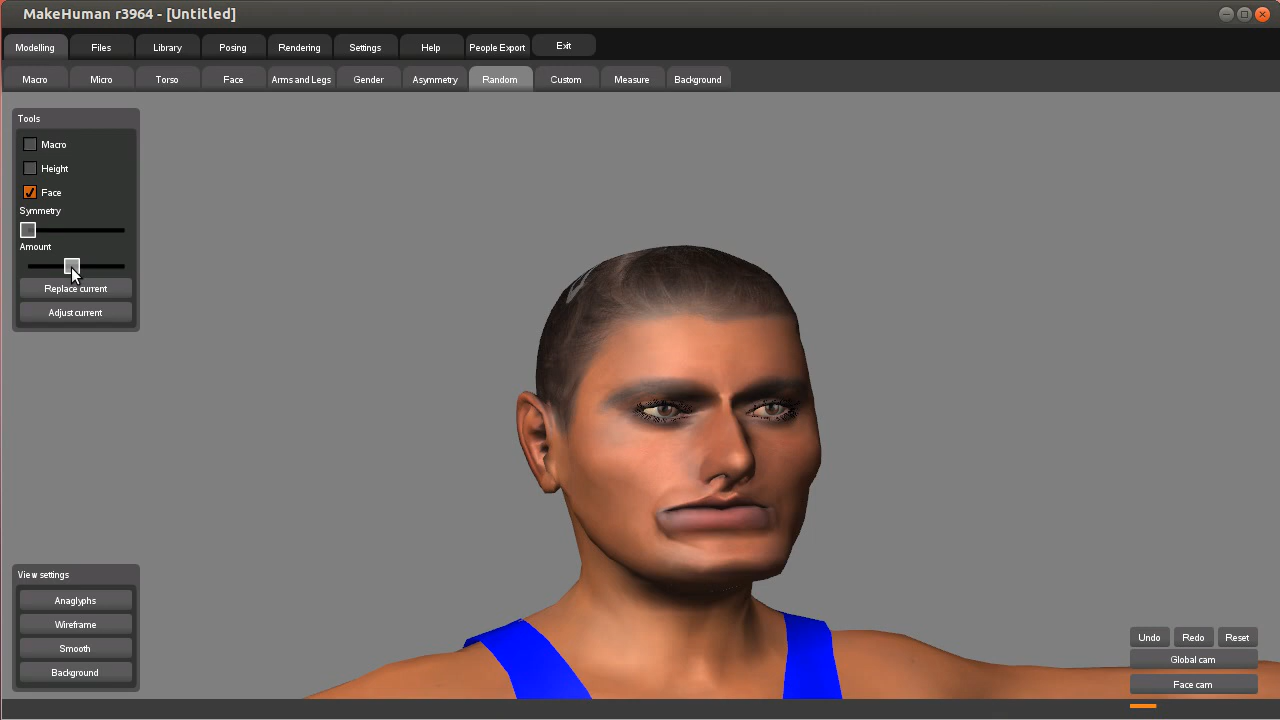 MakeHuman r3964 - [Untitled]
Modelling Files Library Posing Rendering Settings Help People Export Exit
Macro Micro Torso Face Arms and Legs Gender Asymmetry Random Custom Measure Background
Tools
Macro
Height
Face
Symmetry
Amount
Replace current
Adjust current
View settings
Anaglyphs
Wireframe
Smooth
Background
Undo Redo Reset
Global cam
Face cam